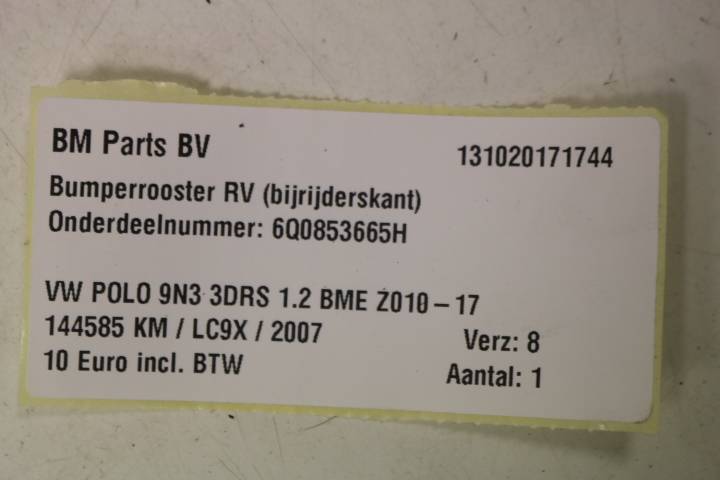 BM Parts BV 131020171744
Bumperrooster RV (bijrijderskant)
Onderdeelnummer: 6Q0853665H
VW POLO 9N3 3DRS 1.2 BME Z010-17
144585 KM / LC9X / 2007 Verz: 8
10 Euro incl. BTW Aantal: 1